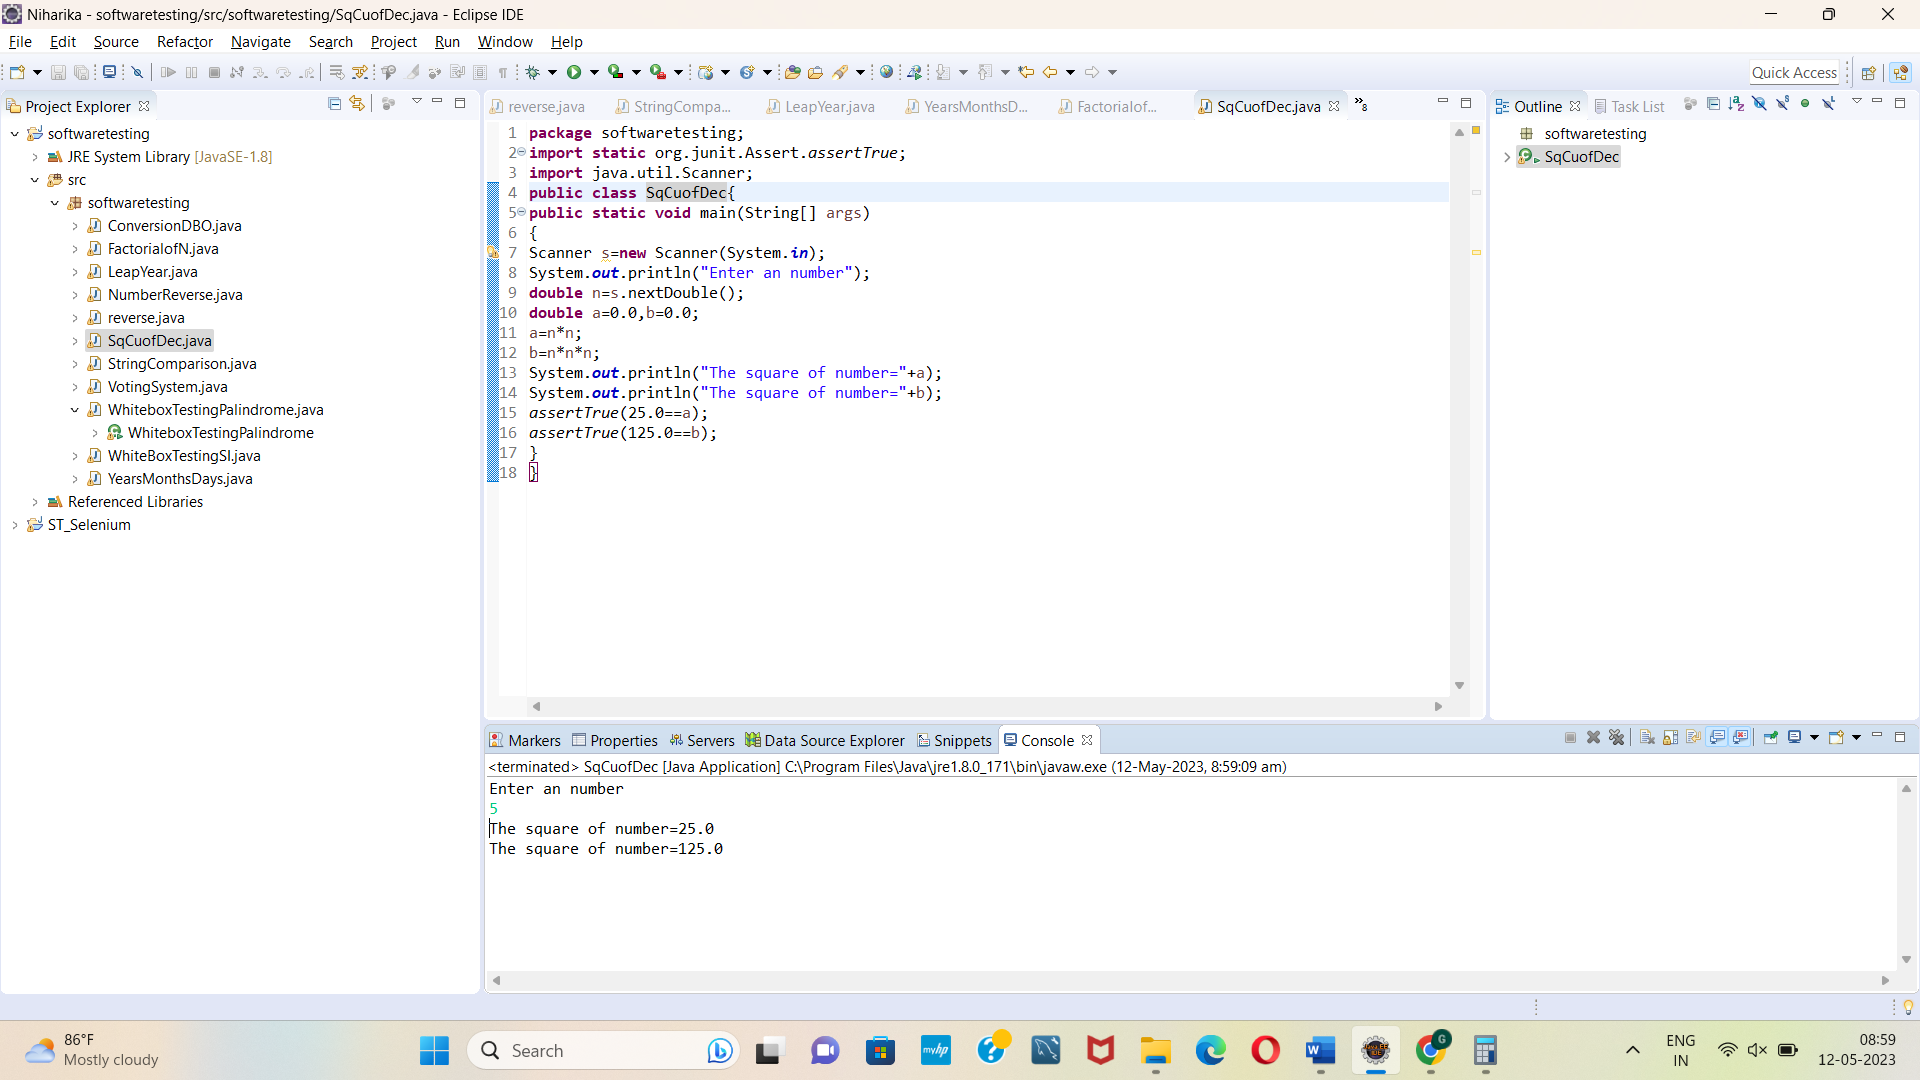 Niharika - softwaretesting/src/softwaretesting/SqCuofDec.java - Eclipse IDE
File Edit Source Refactor Navigate Search Project Run Window Help
Quick Access
Project Explorer
softwaretesting
JRE System Library [JavaSE-1.8]
src
softwaretesting
ConversionDBO.java
FactorialofN.java
LeapYear.java
NumberReverse.java
reverse.java
SqCuofDec.java
StringComparison.java
VotingSystem.java
WhiteboxTestingPalindrome.java
WhiteboxTestingPalindrome
WhiteBoxTestingSI.java
YearsMonthsDays.java
Referenced Libraries
ST_Selenium
reverse.java StringCompa... LeapYear.java YearsMonthsD... Factorialof... SqCuofDec.java »8
1 package softwaretesting;
2 import static org.junit.Assert.assertTrue;
3 import java.util.Scanner;
4 public class SqCuofDec{
5 public static void main(String[] args)
6 {
7 Scanner s=new Scanner(System.in);
8 System.out.println("Enter an number");
9 double n=s.nextDouble();
10 double a=0.0,b=0.0;
11 a=n*n;
12 b=n*n*n;
13 System.out.println("The square of number="+a);
14 System.out.println("The square of number="+b);
15 assertTrue(25.0==a);
16 assertTrue(125.0==b);
17 }
18 }
Outline Task List
softwaretesting
SqCuofDec
Markers Properties Servers Data Source Explorer Snippets Console
<terminated> SqCuofDec [Java Application] C:\Program Files\Java\jre1.8.0_171\bin\javaw.exe (12-May-2023, 8:59:09 am)
Enter an number
5
The square of number=25.0
The square of number=125.0
86°F
Mostly cloudy
Search
myhp
G
ENG
IN
08:59
12-05-2023